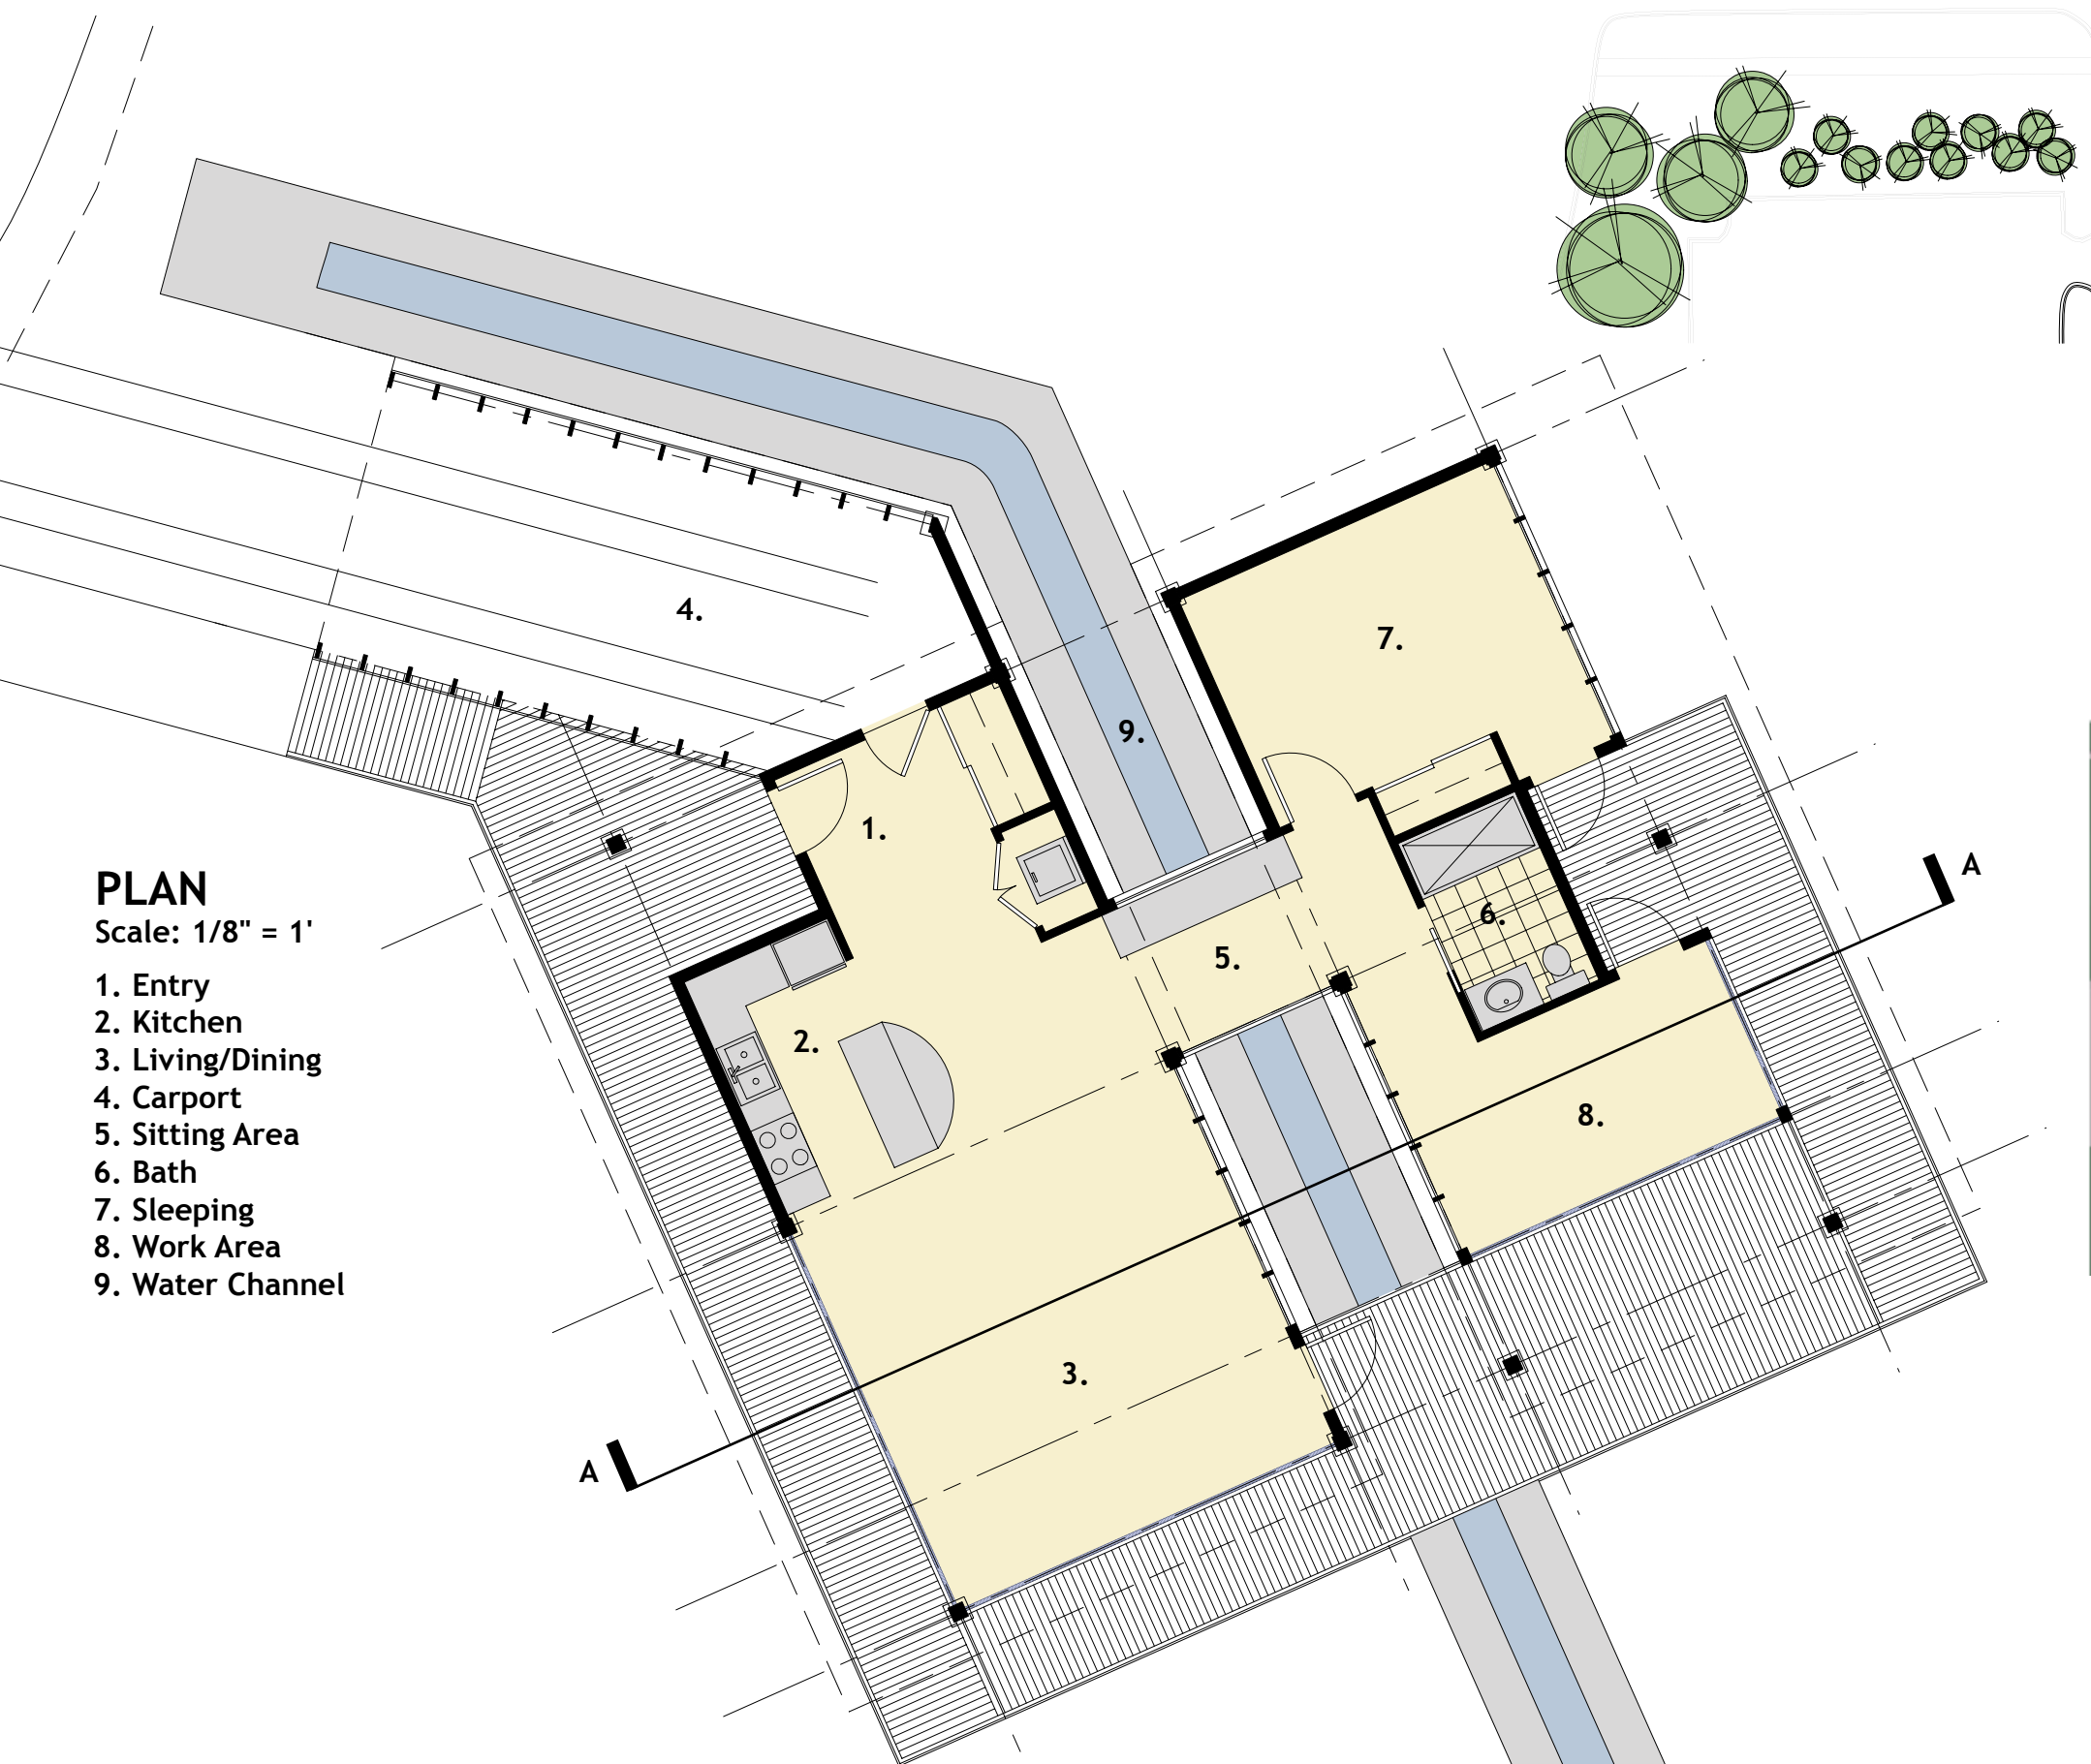 4.
7.
9.
1.
A
PLAN
Scale: 1/8" = 1'
6.
5.
1. Entry
2. Kitchen
2.
3. Living/Dining
4. Carport
8.
5. Sitting Area
6. Bath
7. Sleeping
8. Work Area
9. Water Channel
3.
A